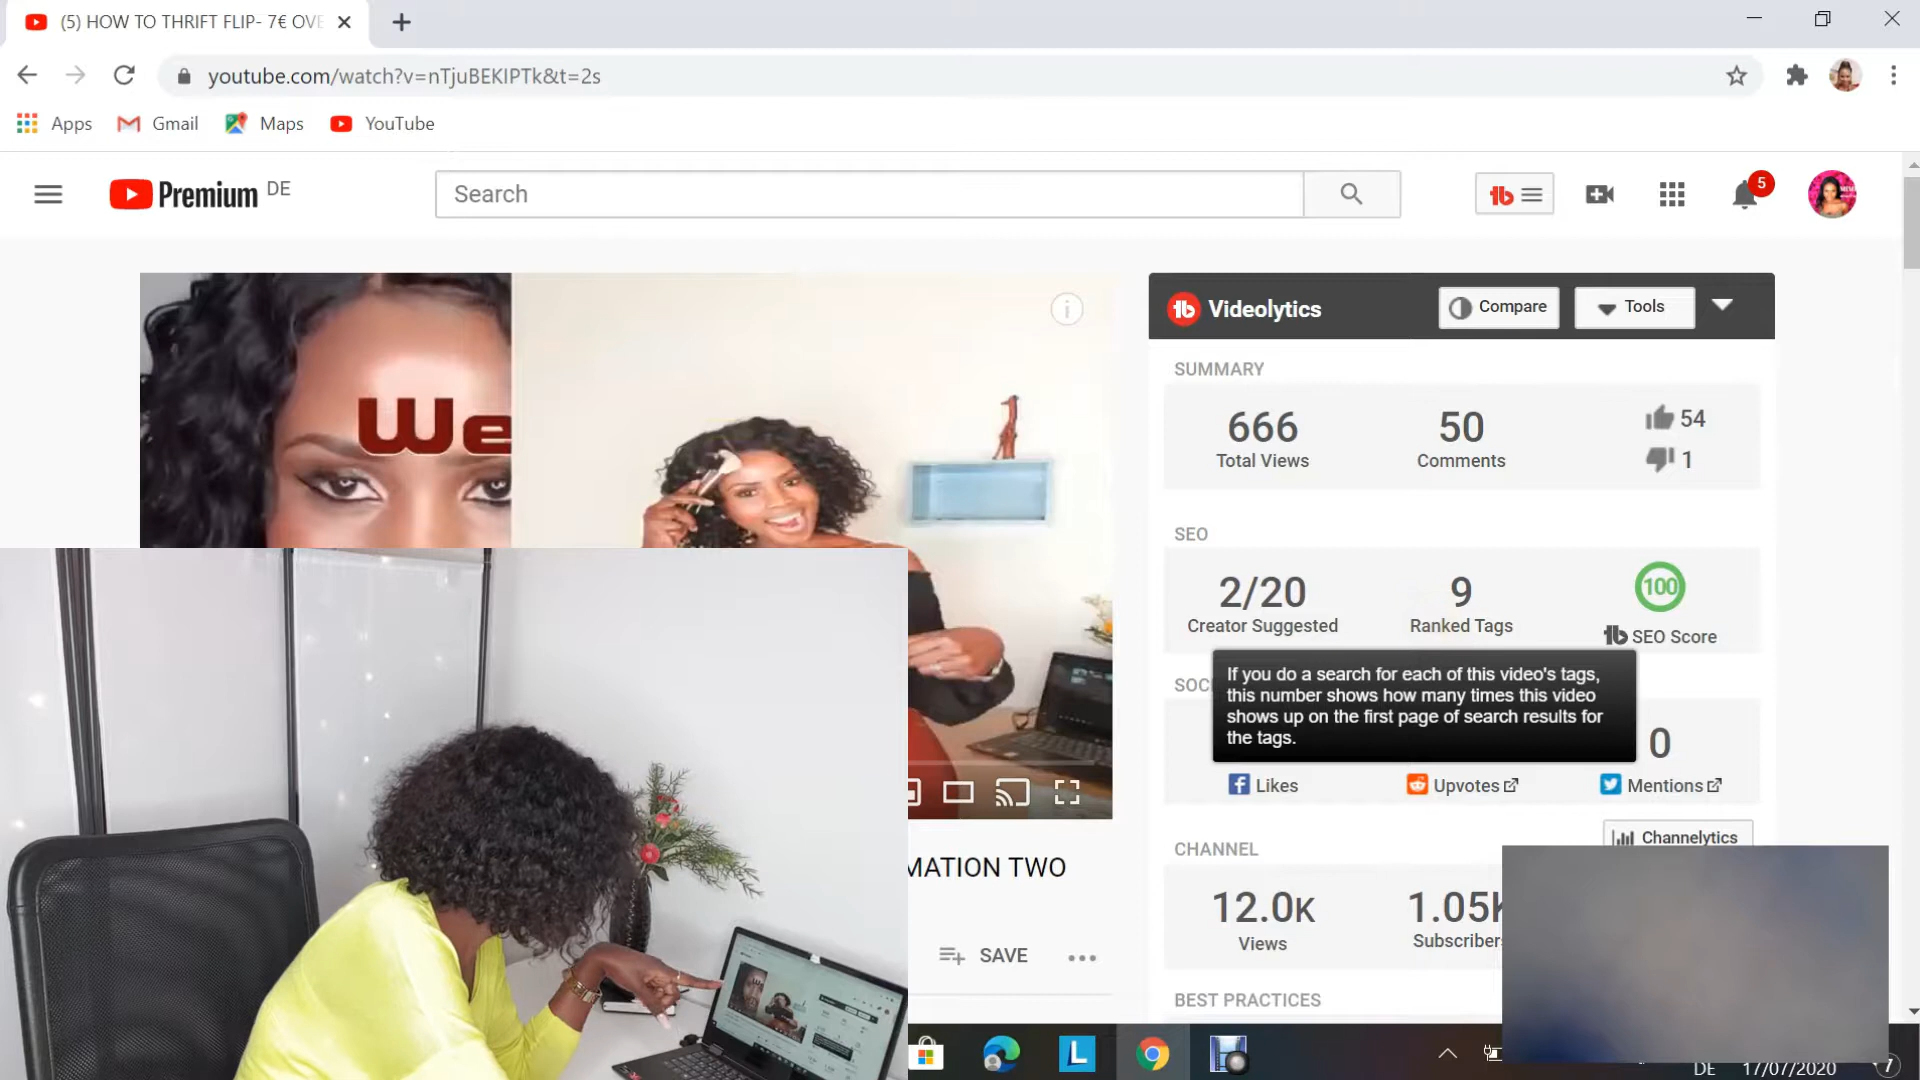 (5) HOW TO THRIFT FLIP- 7€ OVE
youtube.com/watch?v=nTjuBEKIPTk&t=2s
Apps Gmail Maps YouTube
Premium DE
Search
5
We
Videolytics Compare Tools
SUMMARY
666 50 54
Total Views Comments 1
SEO
2/20 9 100
Creator Suggested Ranked Tags SEO Score
If you do a search for each of this video's tags,
this number shows how many times this video
shows up on the first page of search results for
the tags.
SOC
0
Likes Upvotes Mentions
Channelytics
CHANNEL
MATION TWO
12.0K 1.05K
Views Subscribers
SAVE
BEST PRACTICES
L
DE 17/07/2020 7